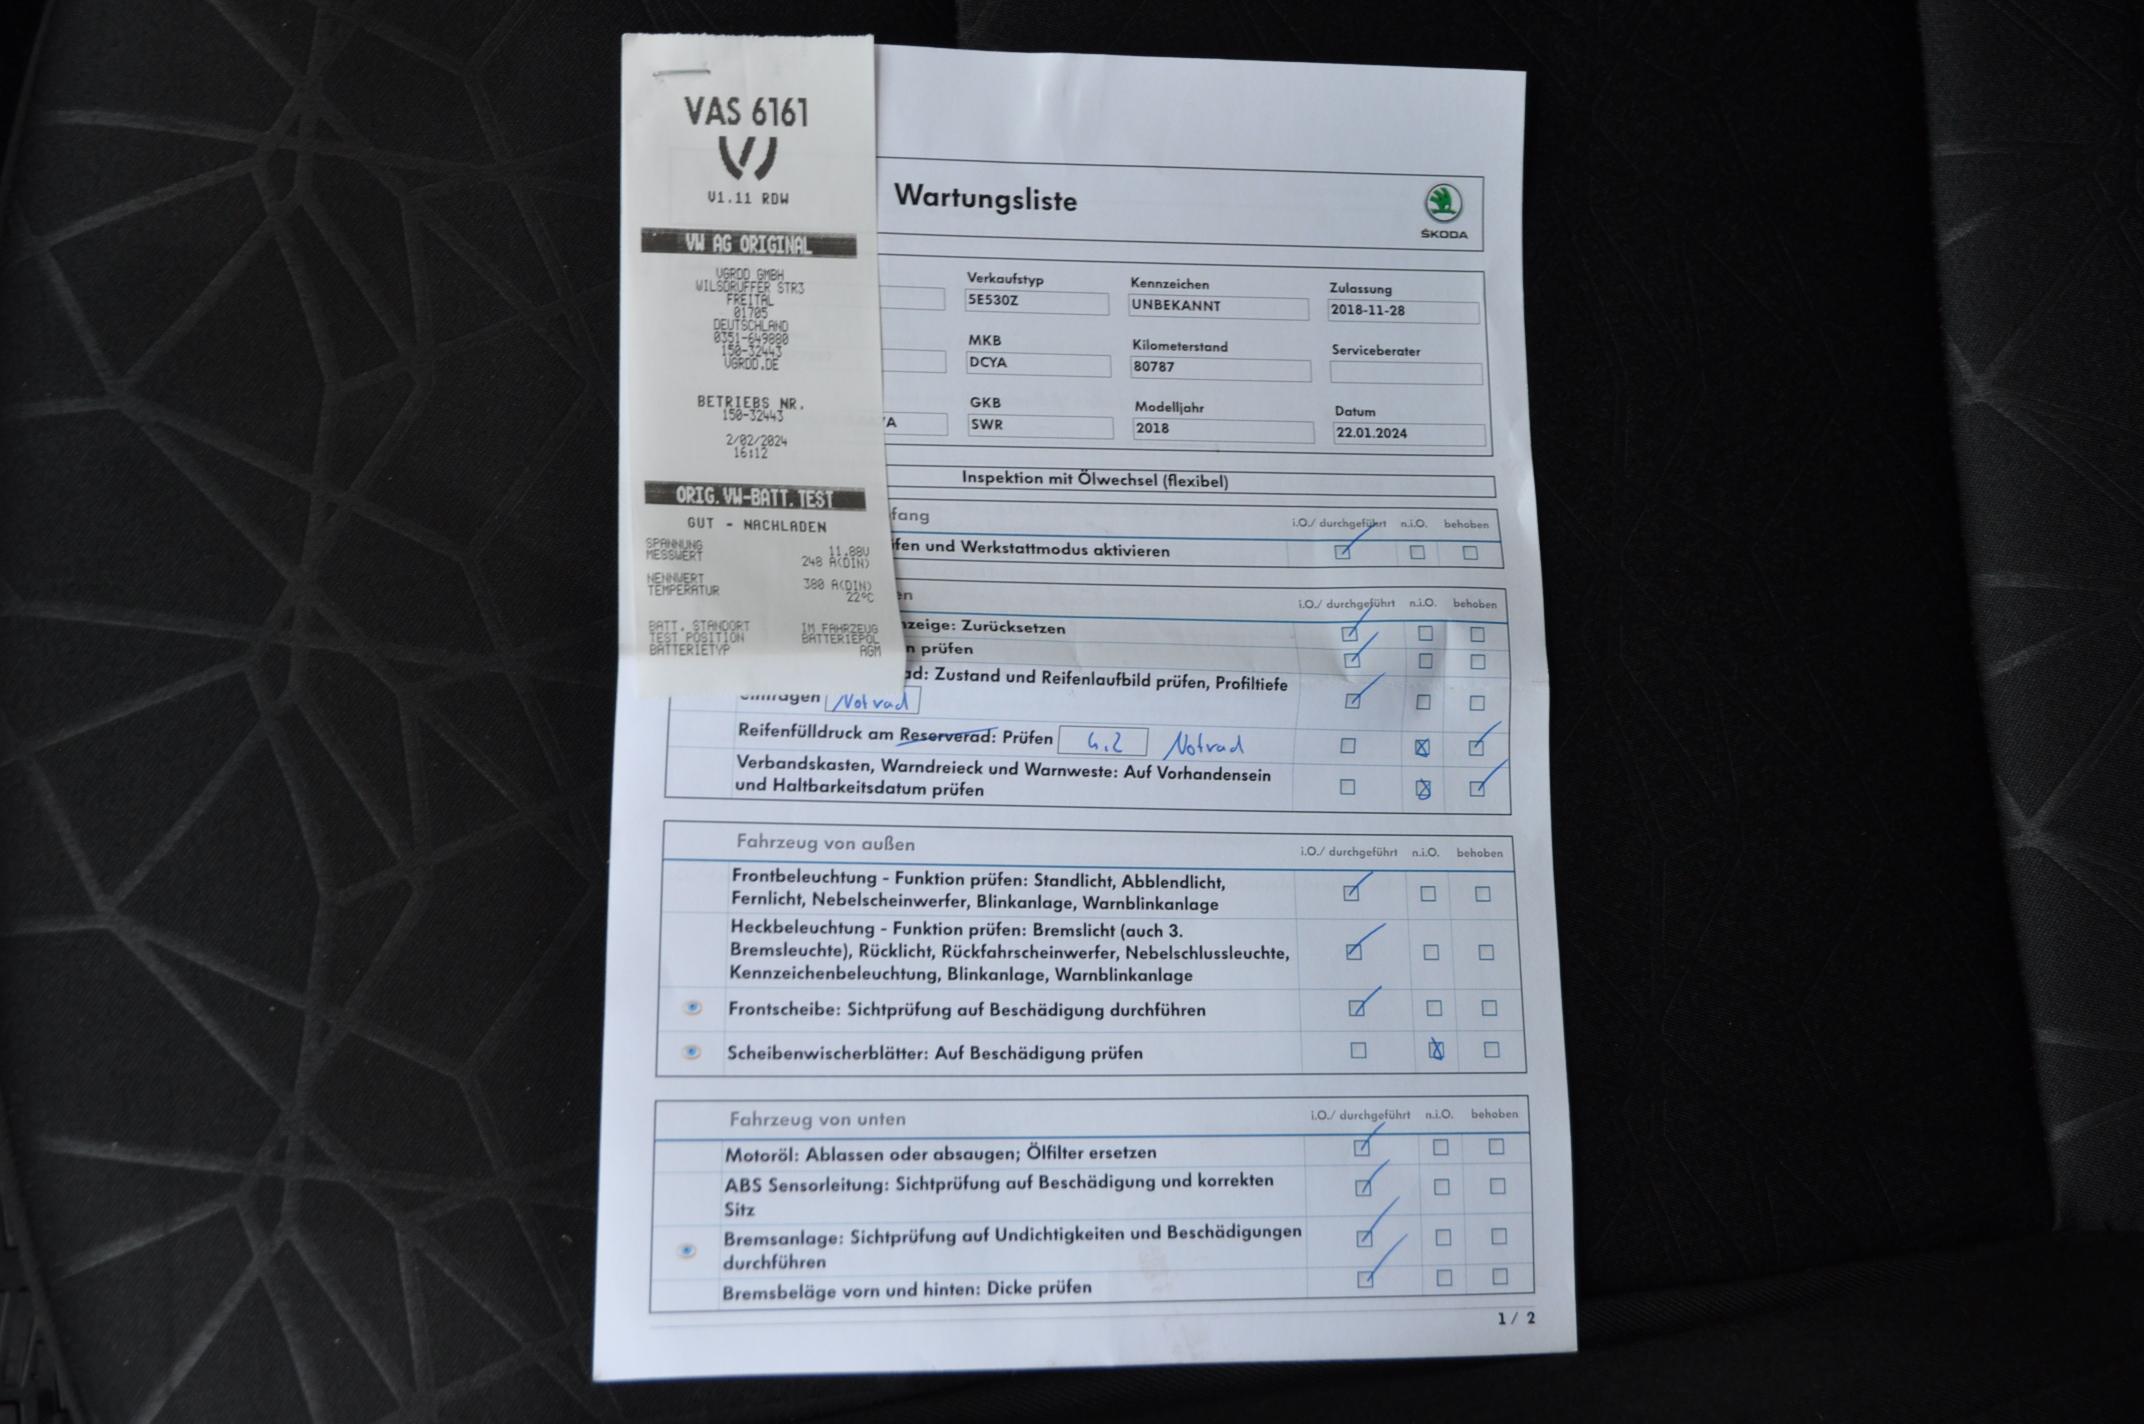 VAS 6161
V1.11 RDW
VW AG ORIGINAL
VGRDD GMBH
WILSDRUFFER STR3
FREITAL
01705
DEUTSCHLAND
0351-649880
150-32443
VGRDD.DE
BETRIEBS NR.
150-32443
2/02/2024
16:12
ORIG.VW-BATT.TEST
GUT - NACHLADEN
SPANNUNG 11.88V
MESSWERT 248 A(DIN)
NENNWERT 380 A(DIN)
TEMPERATUR 22°C
BATT. STANDORT IM FAHRZEUG
TEST POSITION BATTERIEPOL
BATTERIETYP AGM
Wartungsliste
ŠKODA
Verkaufstyp Kennzeichen Zulassung
5E530Z UNBEKANNT 2018-11-28
MKB Kilometerstand Serviceberater
DCYA 80787
GKB Modelljahr Datum
'A SWR 2018 22.01.2024
Inspektion mit Ölwechsel (flexibel)
fang i.O./ durchgeführt n.i.O. behoben
ifen und Werkstattmodus aktivieren
en i.O./ durchgeführt n.i.O. behoben
nzeige: Zurücksetzen
n prüfen
ad: Zustand und Reifenlaufbild prüfen, Profiltiefe
eintragen Notrad
Reifenfülldruck am Reserverad: Prüfen 4.2 Notrad
Verbandskasten, Warndreieck und Warnweste: Auf Vorhandensein
und Haltbarkeitsdatum prüfen
Fahrzeug von außen i.O./ durchgeführt n.i.O. behoben
Frontbeleuchtung - Funktion prüfen: Standlicht, Abblendlicht,
Fernlicht, Nebelscheinwerfer, Blinkanlage, Warnblinkanlage
Heckbeleuchtung - Funktion prüfen: Bremslicht (auch 3.
Bremsleuchte), Rücklicht, Rückfahrscheinwerfer, Nebelschlussleuchte,
Kennzeichenbeleuchtung, Blinkanlage, Warnblinkanlage
Frontscheibe: Sichtprüfung auf Beschädigung durchführen
Scheibenwischerblätter: Auf Beschädigung prüfen
Fahrzeug von unten i.O./ durchgeführt n.i.O. behoben
Motoröl: Ablassen oder absaugen; Ölfilter ersetzen
ABS Sensorleitung: Sichtprüfung auf Beschädigung und korrekten
Sitz
Bremsanlage: Sichtprüfung auf Undichtigkeiten und Beschädigungen
durchführen
Bremsbeläge vorn und hinten: Dicke prüfen
1 / 2